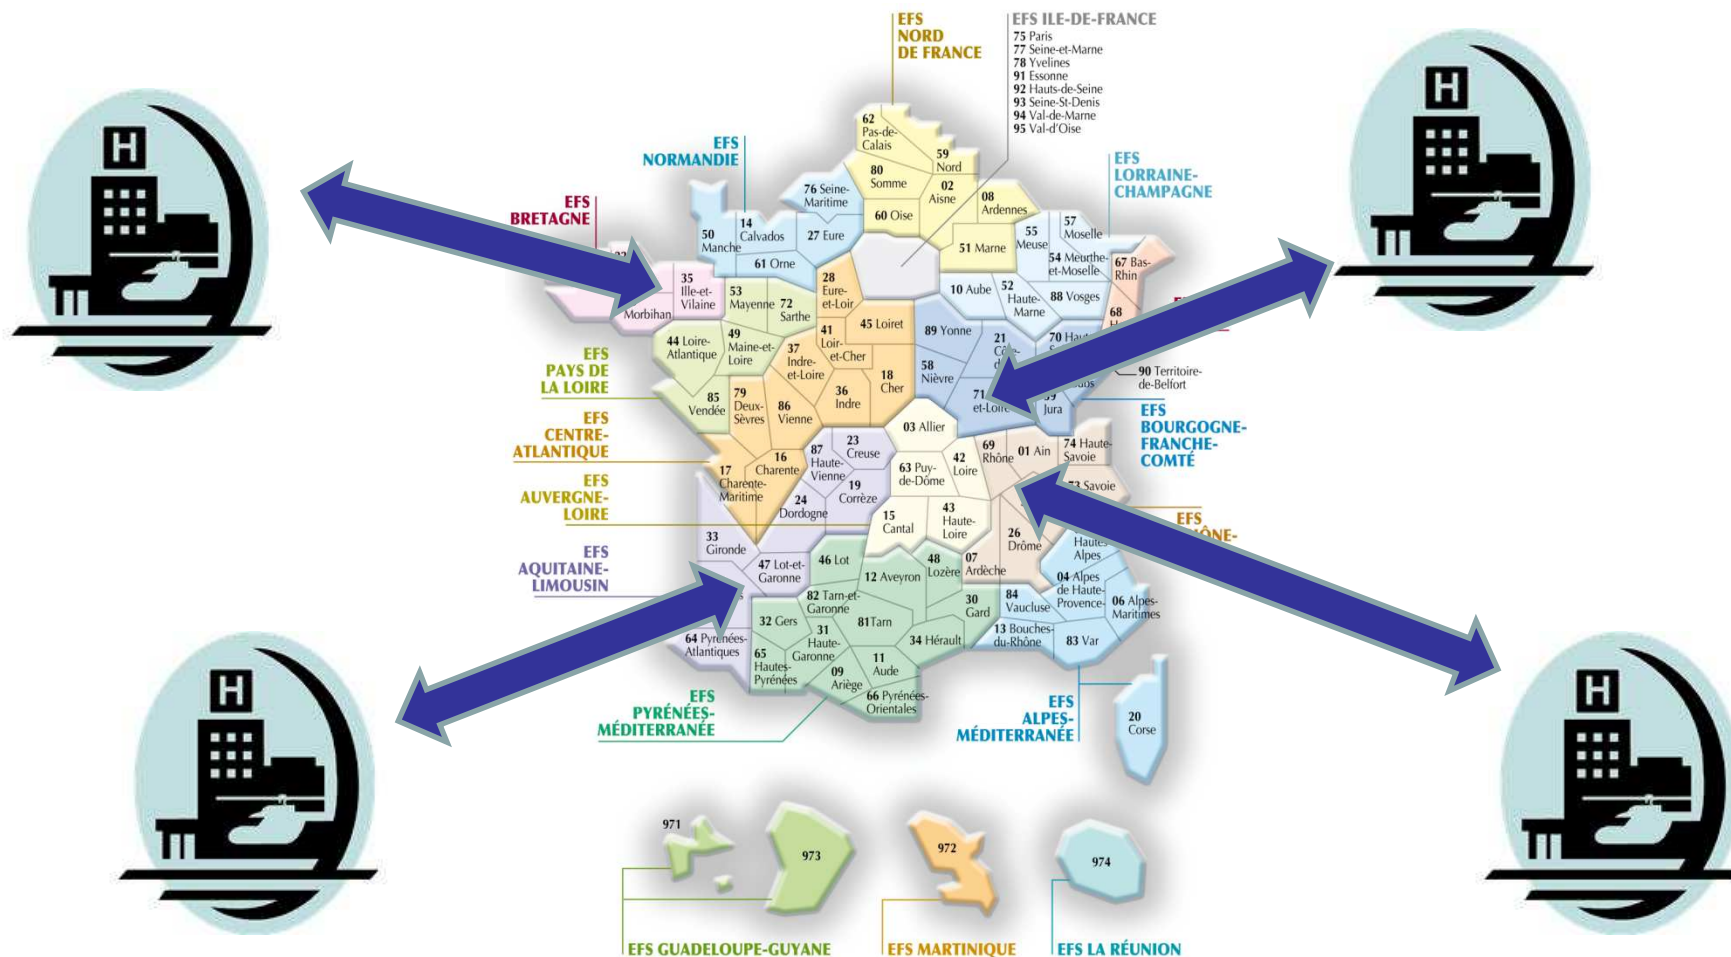 EFS
NORD
DE FRANCE
EFS ILE-DE-FRANCE
75 Paris
77 Seine-et-Marne
78 Yvelines
91 Essonne
92 Hauts-de-Seine
93 Seine-St-Denis
94 Val-de-Marne
95 Val-d'Oise
EFS
NORMANDIE
EFS
LORRAINE-
CHAMPAGNE
EFS
BRETAGNE
H
H
62
Pas-de-
Calais
59
Nord
80
Somme
02
Aisne
08
Ardennes
76 Seine-
Maritime
60 Oise
14
Calvados
50
Manche
27 Eure
61 Orne
51 Marne
55
Meuse
57
Moselle
54 Meurthe-
et-Moselle
67 Bas-
Rhin
68
88 Vosges
10 Aube
52
Haute-
Marne
35
Ille-et-
Vilaine
Morbihan
53
Mayenne
72
Sarthe
28
Eure-
et-Loir
45 Loiret
41
Loir-
et-Cher
44 Loire-
Atlantique
49
Maine-et-
Loire
37
Indre-
et-Loire
18
Cher
36
Indre
89 Yonne
21
58
Nièvre
71
et-Loire
70
90 Territoire-
de-Belfort
Jura
EFS
PAYS DE
LA LOIRE
85
Vendée
79
Deux-
Sèvres
86
Vienne
EFS
BOURGOGNE-
FRANCHE-
COMTÉ
EFS
CENTRE-
ATLANTIQUE
03 Allier
23
Creuse
87
Haute-
Vienne
16
Charente
17
Charente-
Maritime
19
Corrèze
24
Dordogne
63 Puy-
de-Dôme
42
Loire
69
Rhône
01 Ain
74 Haute-
Savoie
73 Savoie
EFS
EFS
AUVERGNE-
LOIRE
15
Cantal
43
Haute-
Loire
07
Ardèche
26
Drôme
Hautes
Alpes
33
Gironde
EFS
AQUITAINE-
LIMOUSIN
47 Lot-et-
Garonne
46 Lot
12 Aveyron
48
Lozère
82 Tarn-et-
Garonne
81Tarn
30
Gard
84
Vaucluse
04 Alpes
de Haute-
Provence
06 Alpes-
Maritimes
13 Bouches-
du-Rhône
83 Var
32 Gers
31
Haute-
Garonne
34 Hérault
64 Pyrénées-
Atlantiques
65
Hautes-
Pyrénées
09
Ariège
11
Aude
66 Pyrénées-
Orientales
H
H
EFS
PYRÉNÉES-
MÉDITERRANÉE
EFS
ALPES-
MÉDITERRANÉE
20
Corse
971
973
972
974
EFS GUADELOUPE-GUYANE
EFS MARTINIQUE
EFS LA RÉUNION